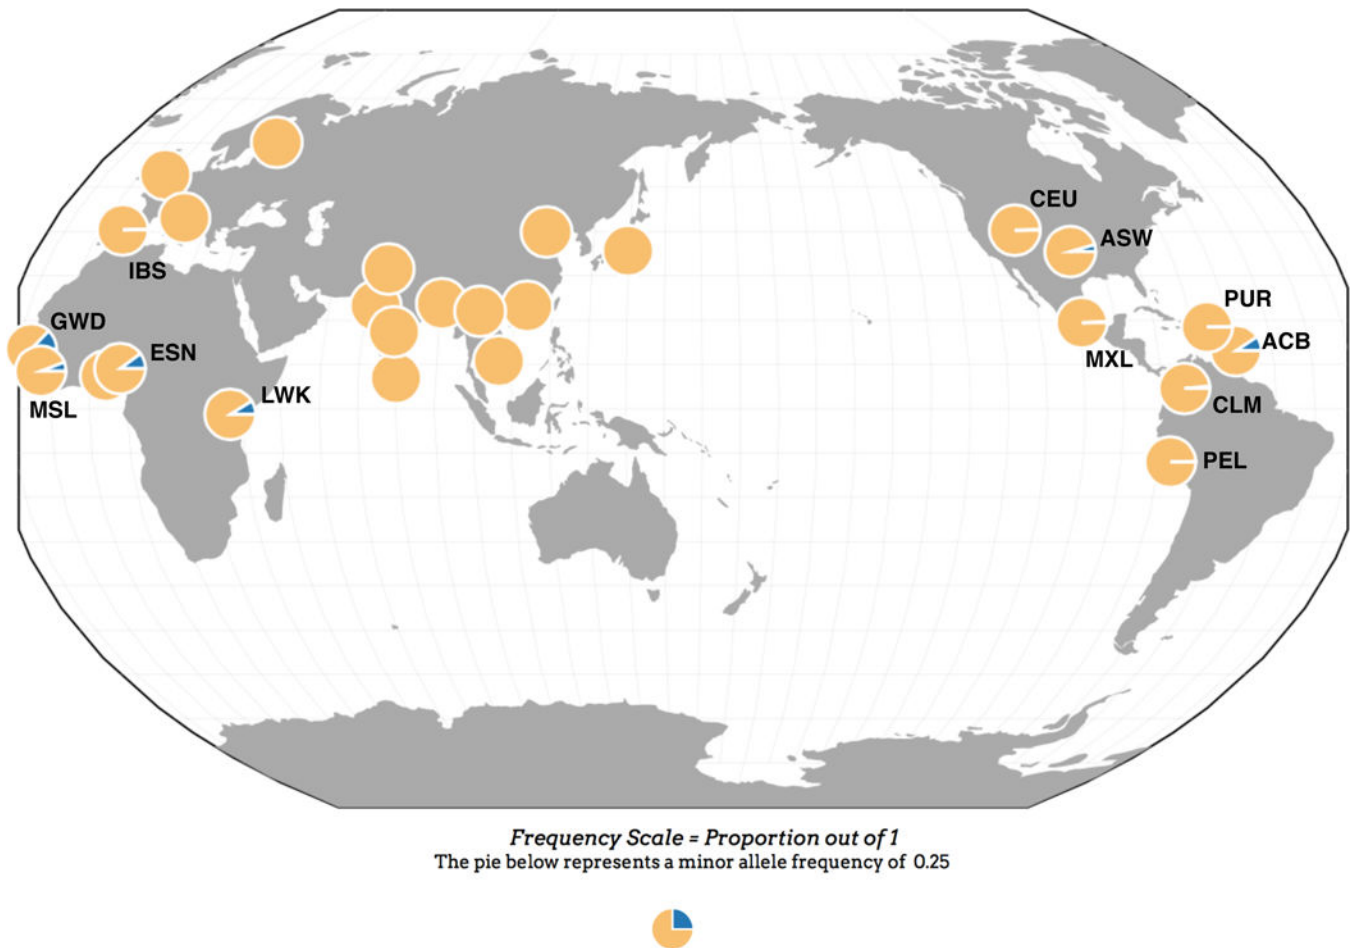 CEU
ASW
IBS
PUR
GWD
ACB
ESN
MXL
LWK
CLM
MSL
PEL
Frequency Scale = Proportion out of 1
The pie below represents a minor allele frequency of 0.25